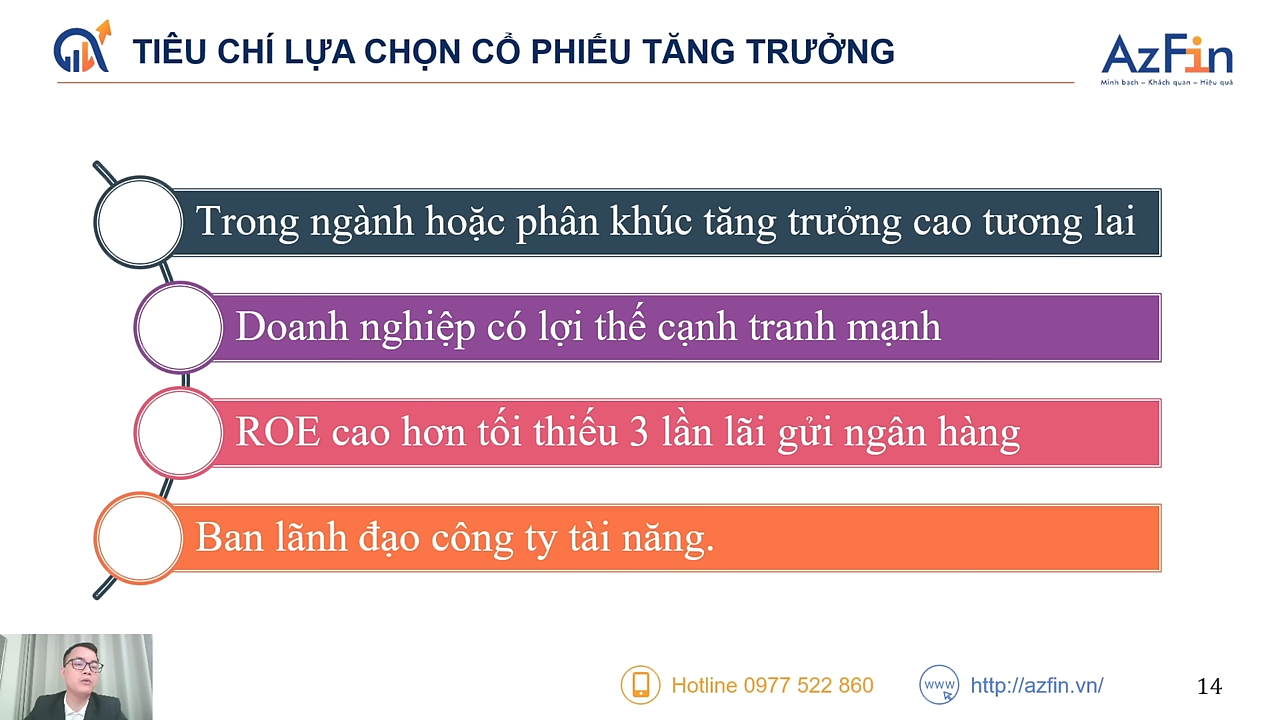 TIÊU CHÍ LỰA CHỌN CỔ PHIẾU TĂNG TRƯỞNG
AzFin
Minh bạch – Khách quan – Hiệu quả
Trong ngành hoặc phân khúc tăng trưởng cao tương lai
Doanh nghiệp có lợi thế cạnh tranh mạnh
ROE cao hơn tối thiểu 3 lần lãi gửi ngân hàng
Ban lãnh đạo công ty tài năng.
Hotline 0977 522 860
www
http://azfin.vn/
14